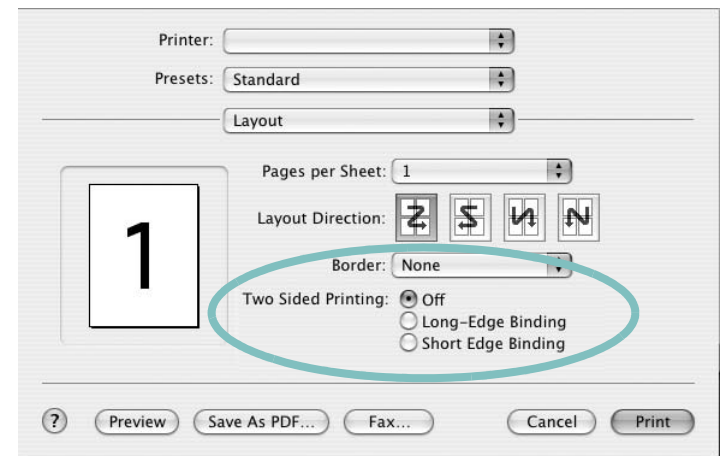 Printer:
Presets: Standard
Layout
Pages per Sheet: 1
1
Layout Direction:
Border: None
Two Sided Printing: Off
Long-Edge Binding
Short Edge Binding
? Preview Save As PDF... Fax... Cancel Print